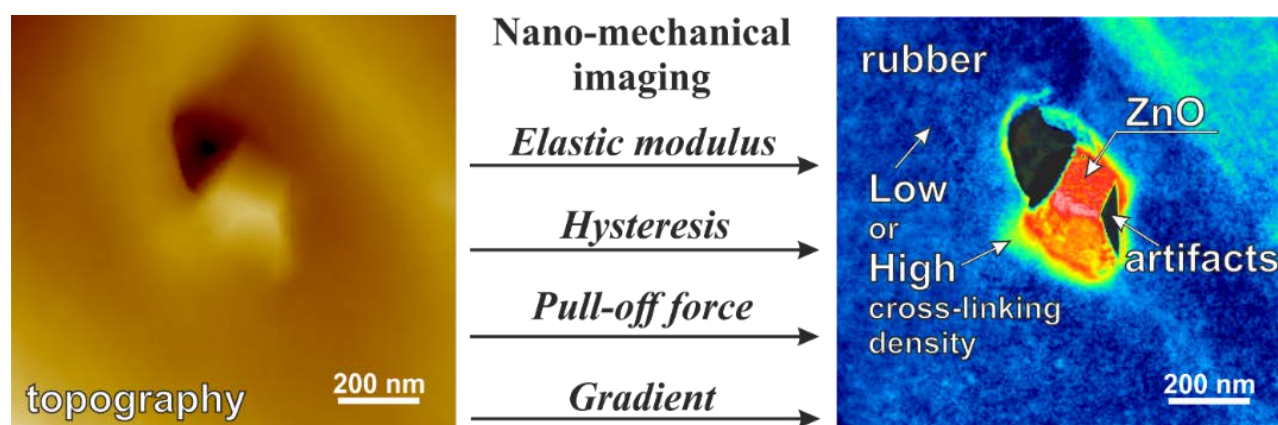 topography
200 nm
Nano-mechanical
imaging
Elastic modulus
Hysteresis
Pull-off force
Gradient
rubber
ZnO
Low
or
High
cross-linking
density
artifacts
200 nm